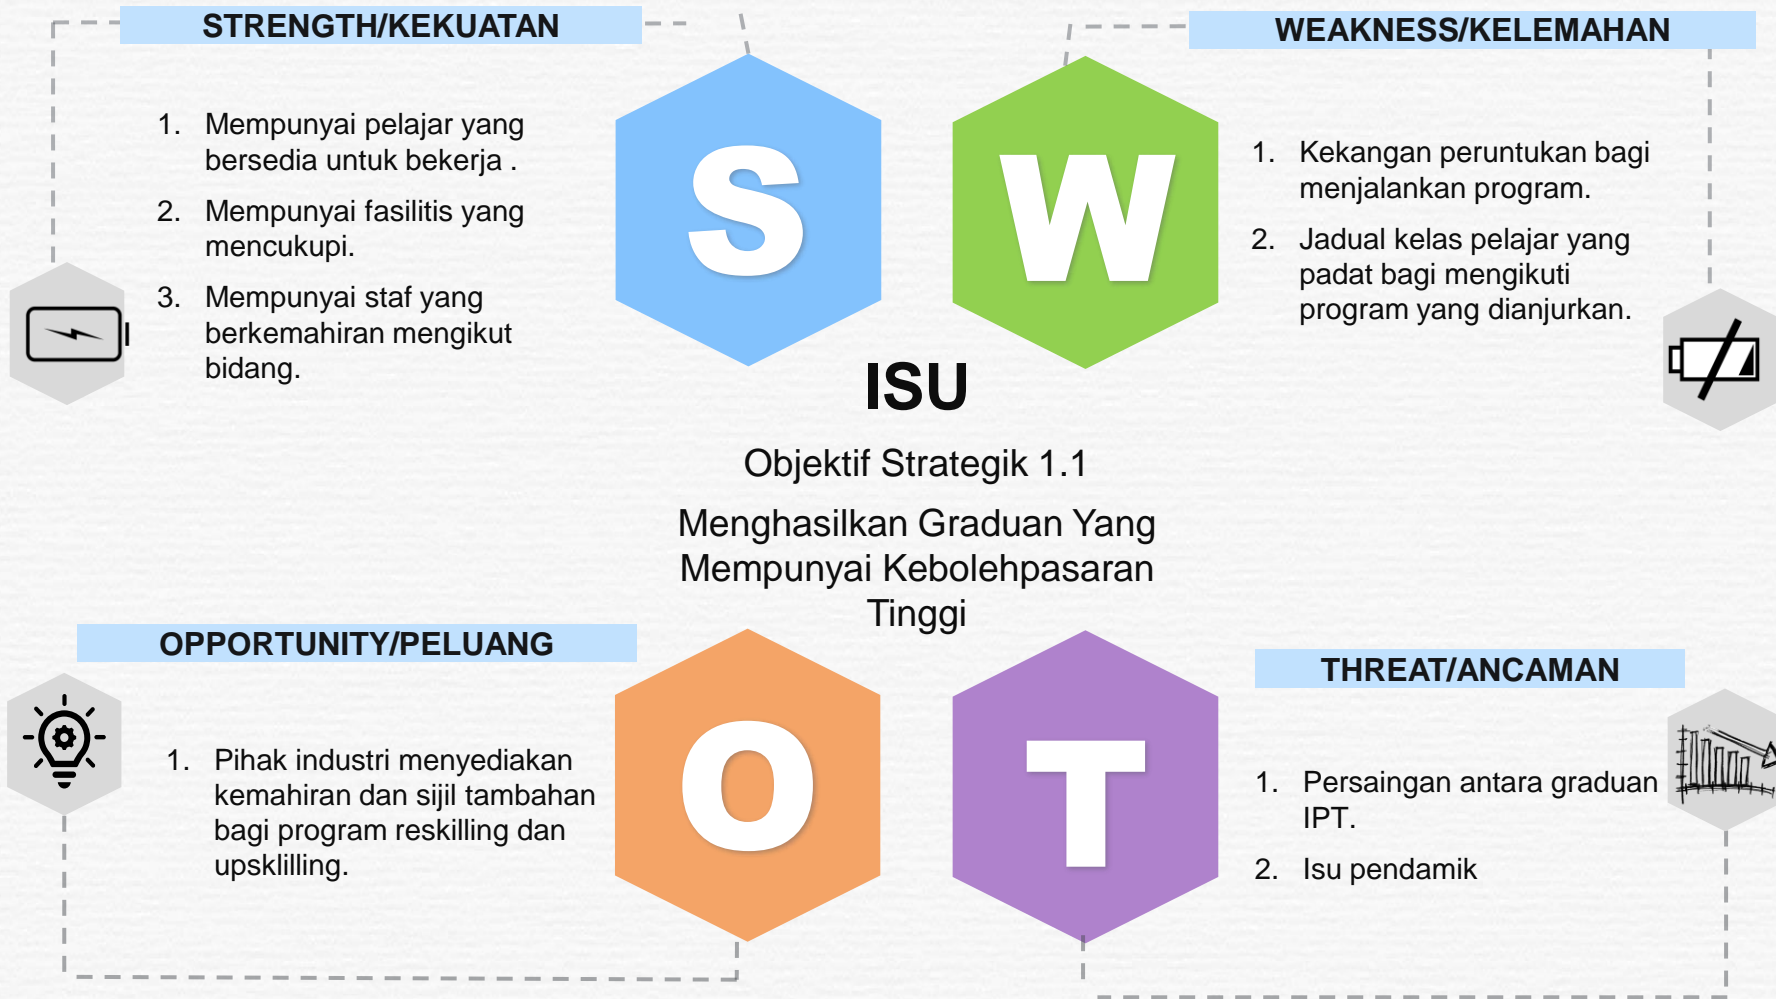 STRENGTH/KEKUATAN
1. Mempunyai pelajar yang
bersedia untuk bekerja .
2. Mempunyai fasilitis yang
mencukupi.
3. Mempunyai staf yang
berkemahiran mengikut
bidang.
S
W
WEAKNESS/KELEMAHAN
1. Kekangan peruntukan bagi
menjalankan program.
2. Jadual kelas pelajar yang
padat bagi mengikuti
program yang dianjurkan.
ISU
Objektif Strategik 1.1
Menghasilkan Graduan Yang
Mempunyai Kebolehpasaran
Tinggi
OPPORTUNITY/PELUANG
1. Pihak industri menyediakan
kemahiran dan sijil tambahan
bagi program reskilling dan
upsklilling.
O
T
THREAT/ANCAMAN
1. Persaingan antara graduan
IPT.
2. Isu pendamik